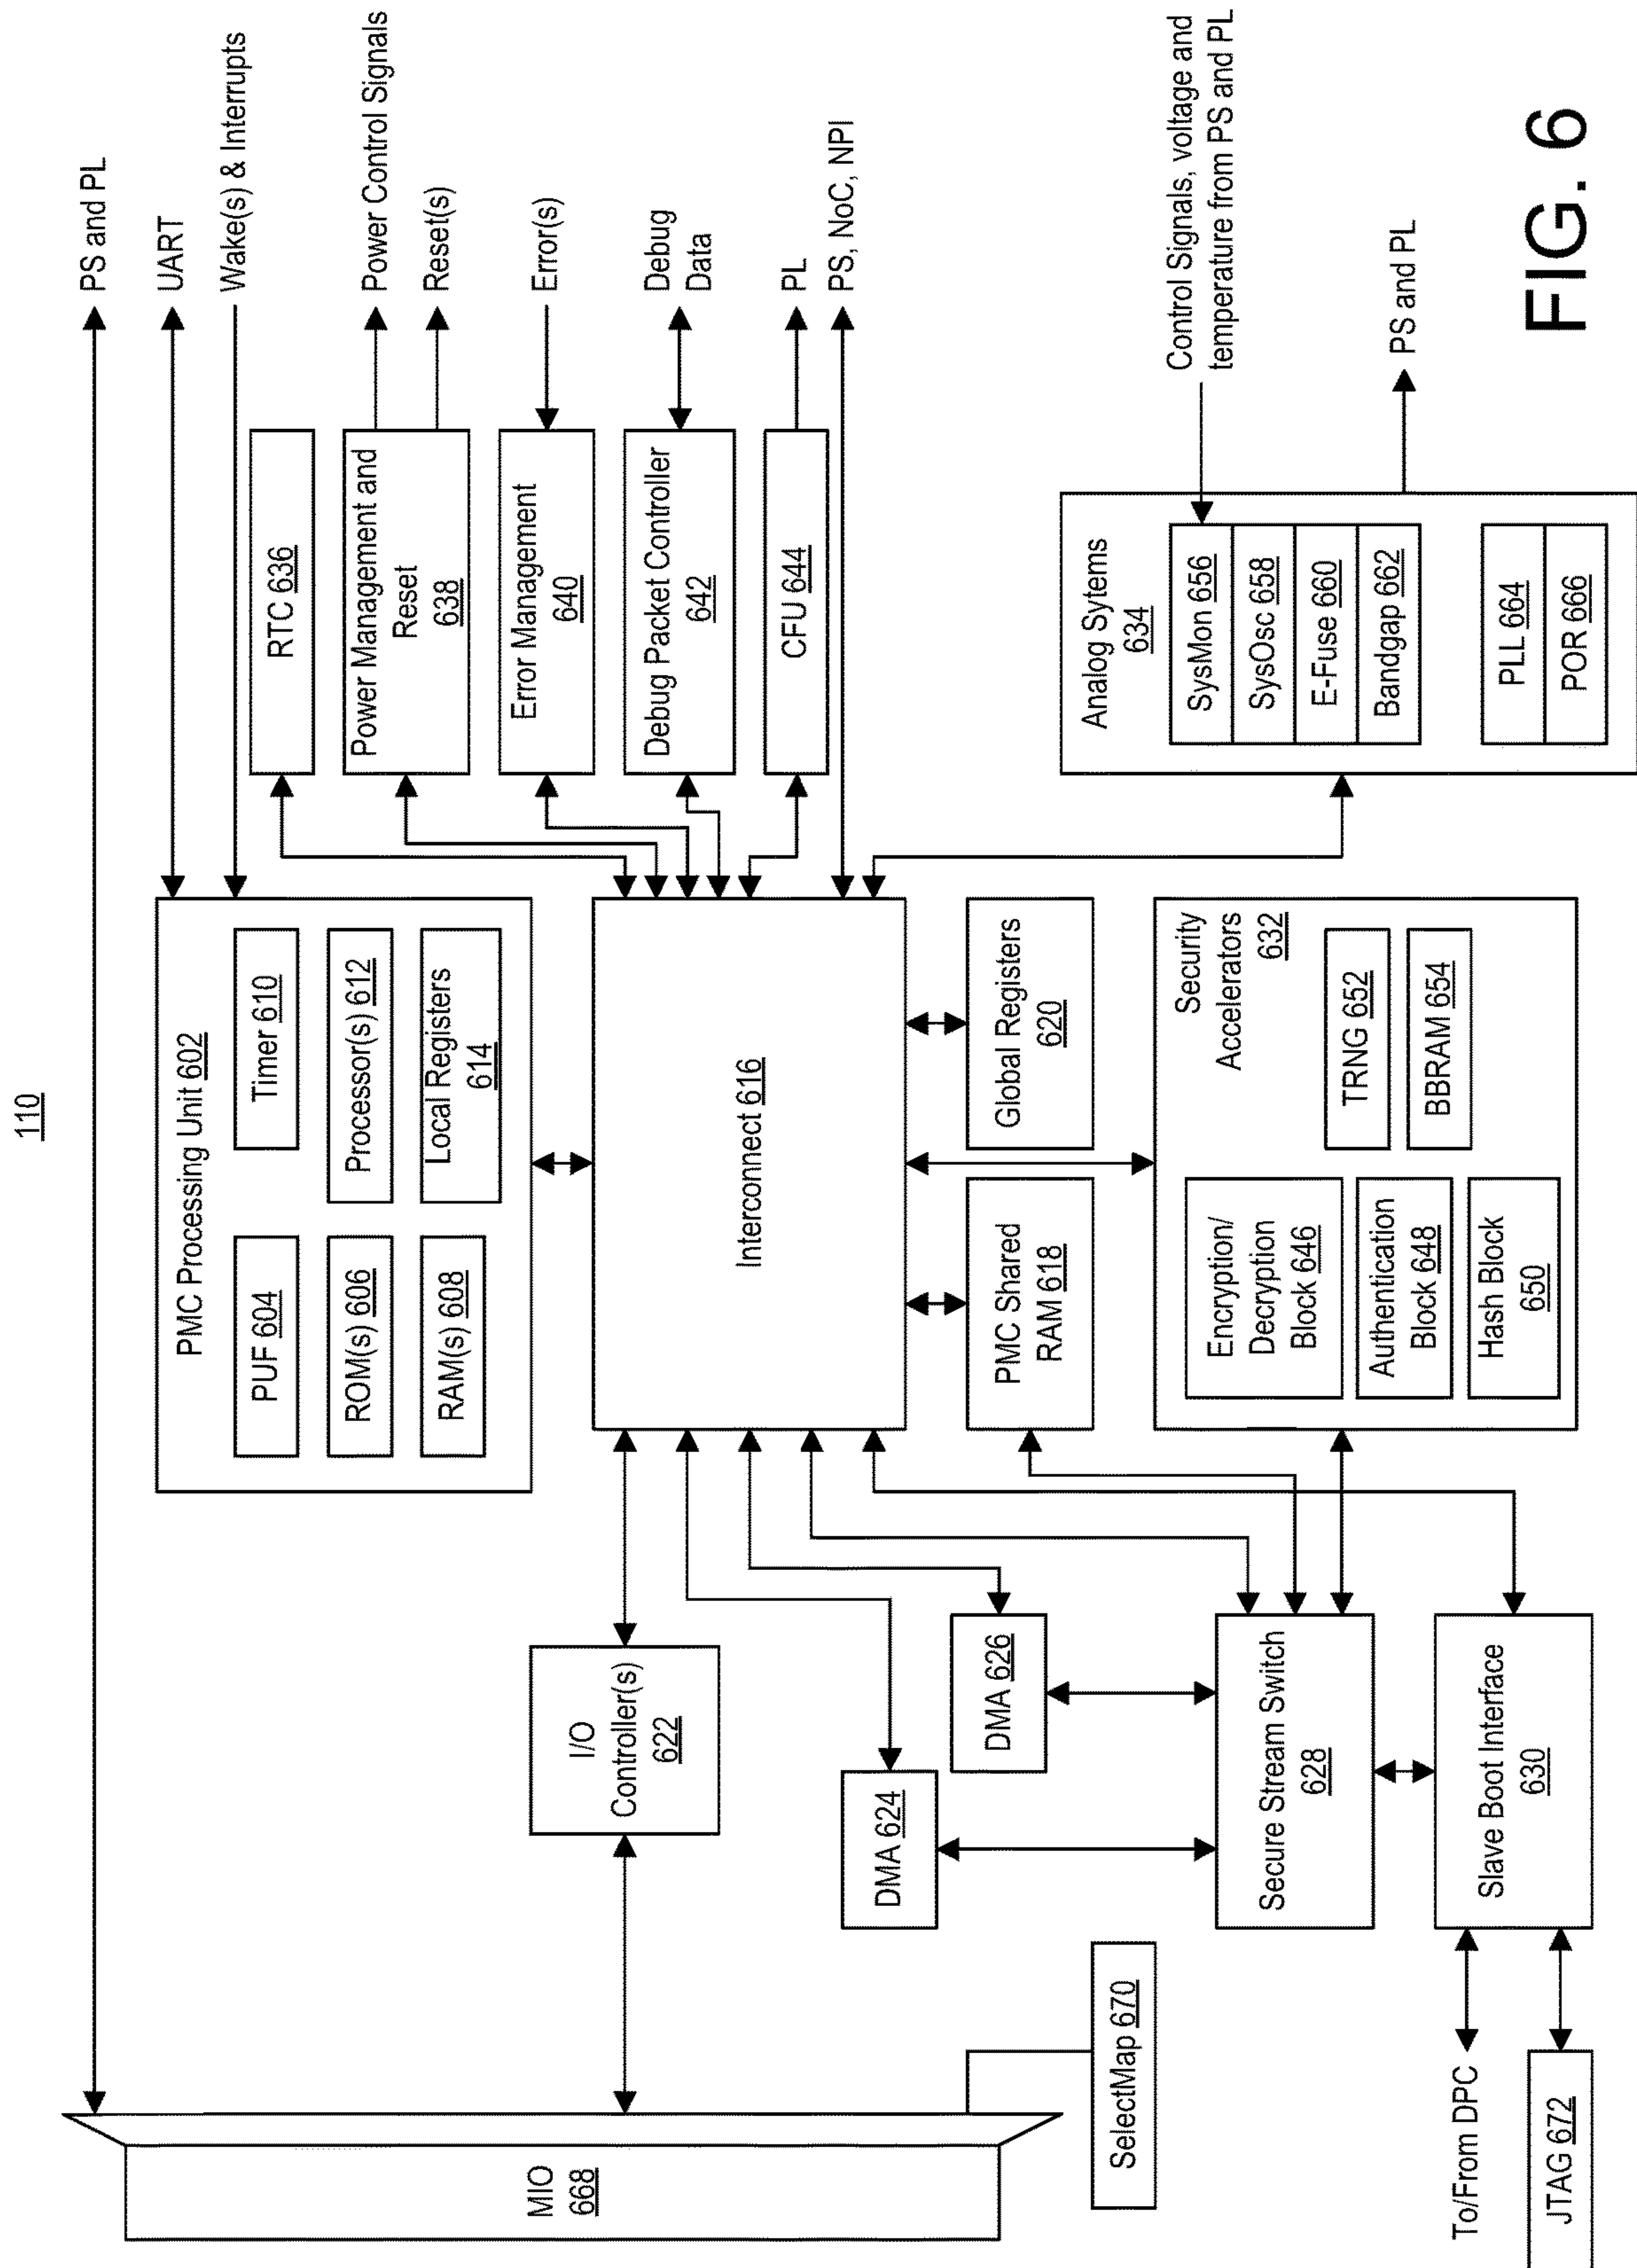 110
PS and PL
UART
Wake(s) & Interrupts
PMC Processing Unit 602
PUF 604
Timer 610
ROM(s) 606
Processor(s) 612
RAM(s) 608
Local Registers
614
RTC 636
Power Management and
Reset
638
Power Control Signals
Reset(s)
Error Management
640
Error(s)
Debug Packet Controller
642
Debug
Data
CFU 644
PL
PS, NoC, NPI
MIO
668
I/O
Controller(s)
622
Interconnect 616
DMA 624
DMA 626
PMC Shared
RAM 618
Global Registers
620
SelectMap 670
Secure Stream Switch
628
Slave Boot Interface
630
To/From DPC
JTAG 672
Security
Accelerators
632
Encryption/
Decryption
Block 646
Authentication
Block 648
Hash Block
650
TRNG 652
BBRAM 654
Analog Sytems
634
SysMon 656
SysOsc 658
E-Fuse 660
Bandgap 662
PLL 664
POR 666
Control Signals, voltage and
temperature from PS and PL
PS and PL
FIG. 6